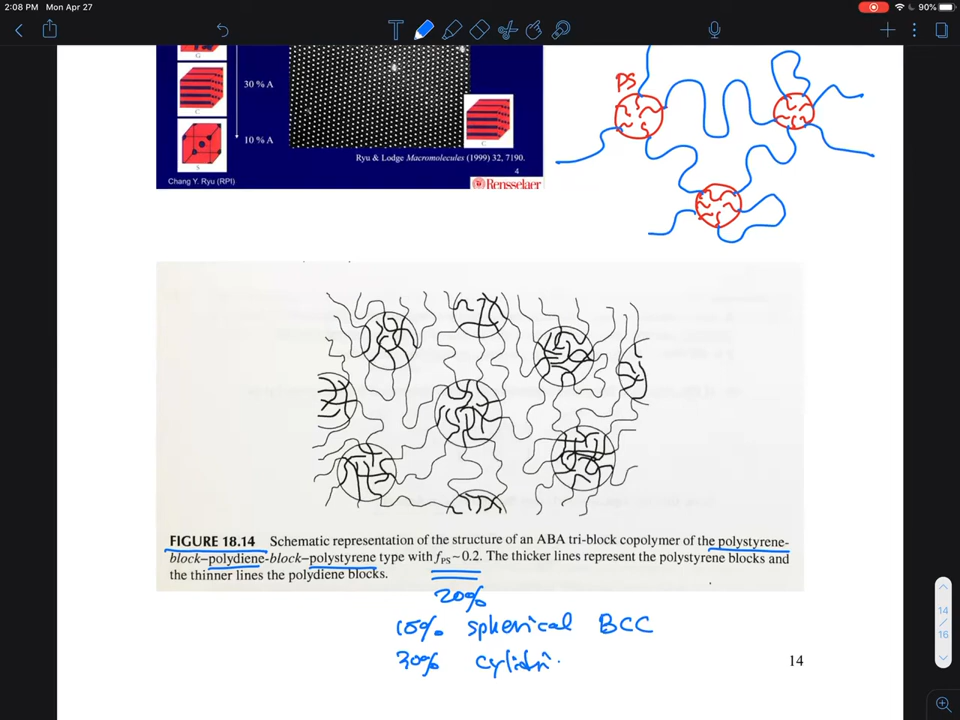 2:08 PM Mon Apr 27
90%
T
G
30 % A
C
10 % A
S
C
Ryu & Lodge Macromolecules (1999) 32, 7190.
4
Chang Y. Ryu (RPI)
Rensselaer
PS
FIGURE 18.14 Schematic representation of the structure of an ABA tri-block copolymer of the polystyrene-
block–polydiene-block–polystyrene type with fPS~0.2. The thicker lines represent the polystyrene blocks and
the thinner lines the polydiene blocks.
20%
10% spherical BCC
30% cylidri
14
14
16